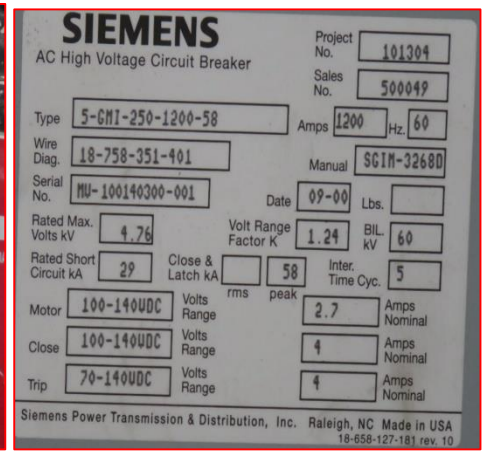 SIEMENS
AC High Voltage Circuit Breaker
Project No. 101304
Sales No. 500049
Type 5-GMI-250-1200-58 Amps 1200 Hz. 60
Wire Diag. 18-758-351-401 Manual SGIM-3268D
Serial No. MU-100140300-001 Date 09-00 Lbs.
Rated Max. Volts kV 4.76 Volt Range Factor K 1.24 BIL. kV 60
Rated Short Circuit kA 29 Close & Latch kA rms 58 peak Inter. Time Cyc. 5
Motor 100-140VDC Volts Range 2.7 Amps Nominal
Close 100-140VDC Volts Range 4 Amps Nominal
Trip 70-140VDC Volts Range 4 Amps Nominal
Siemens Power Transmission & Distribution, Inc. Raleigh, NC Made in USA
18-658-127-181 rev. 10